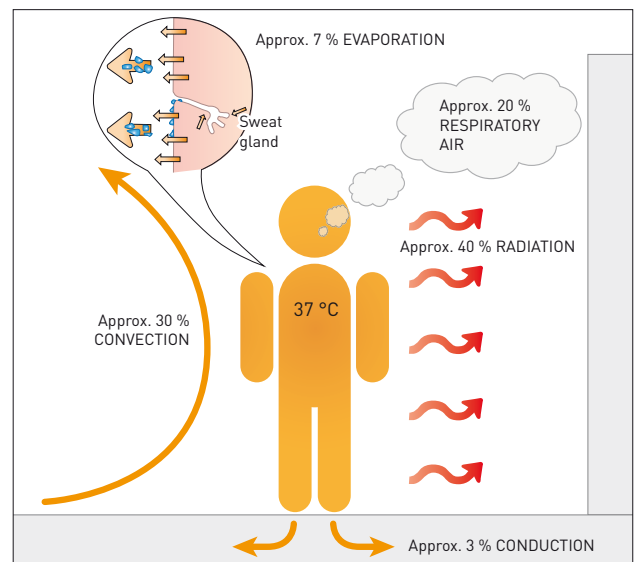 Approx. 7 % EVAPORATION
Approx. 20 %
RESPIRATORY
AIR
Sweat
gland
Approx. 40 % RADIATION
37 °C
Approx. 30 %
CONVECTION
Approx. 3 % CONDUCTION